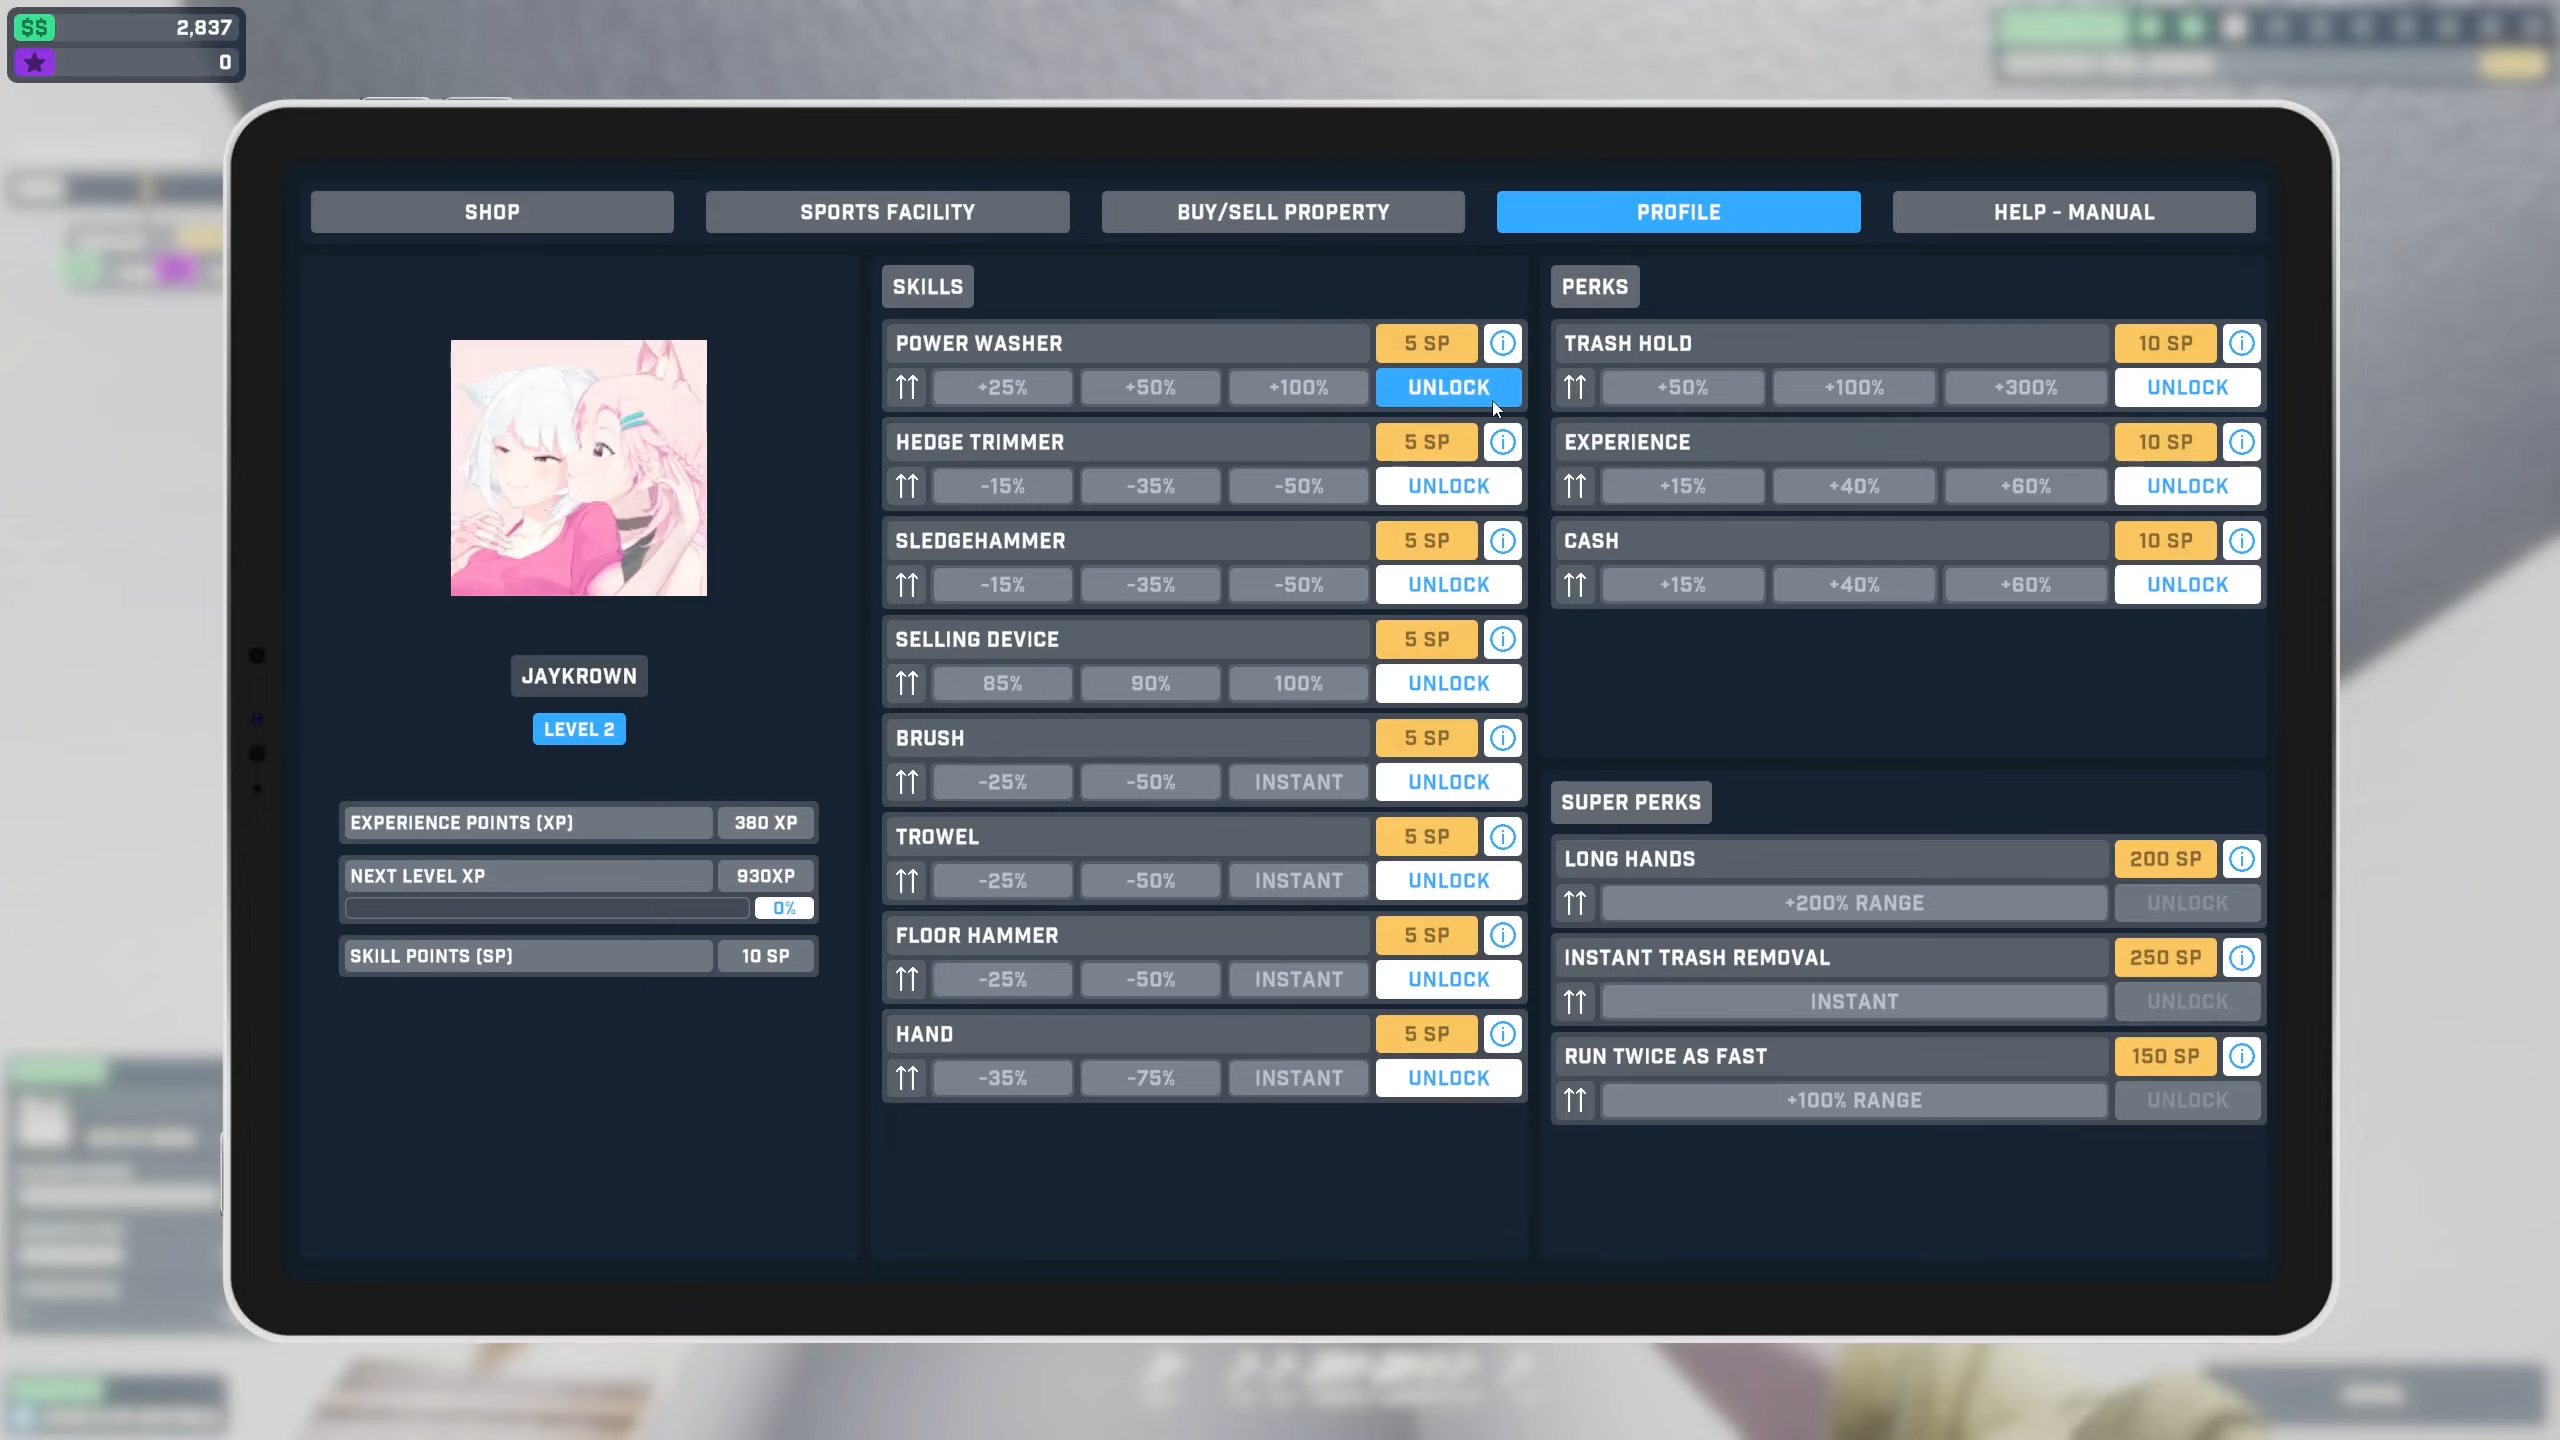 $$ 2,837
0
SHOP
SPORTS FACILITY
BUY/SELL PROPERTY
PROFILE
HELP - MANUAL
JAYKROWN
LEVEL 2
EXPERIENCE POINTS (XP) 380 XP
NEXT LEVEL XP 930XP
0%
SKILL POINTS (SP) 10 SP
SKILLS
POWER WASHER 5 SP
+25% +50% +100% UNLOCK
HEDGE TRIMMER 5 SP
-15% -35% -50% UNLOCK
SLEDGEHAMMER 5 SP
-15% -35% -50% UNLOCK
SELLING DEVICE 5 SP
85% 90% 100% UNLOCK
BRUSH 5 SP
-25% -50% INSTANT UNLOCK
TROWEL 5 SP
-25% -50% INSTANT UNLOCK
FLOOR HAMMER 5 SP
-25% -50% INSTANT UNLOCK
HAND 5 SP
-35% -75% INSTANT UNLOCK
PERKS
TRASH HOLD 10 SP
+50% +100% +300% UNLOCK
EXPERIENCE 10 SP
+15% +40% +60% UNLOCK
CASH 10 SP
+15% +40% +60% UNLOCK
SUPER PERKS
LONG HANDS 200 SP
+200% RANGE UNLOCK
INSTANT TRASH REMOVAL 250 SP
INSTANT UNLOCK
RUN TWICE AS FAST 150 SP
+100% RANGE UNLOCK